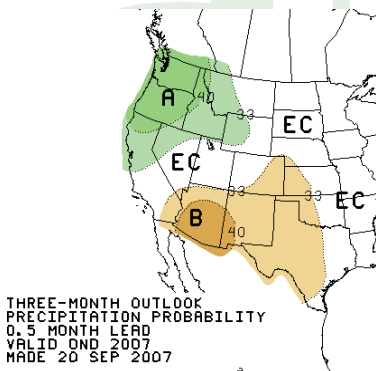 A
40
33
EC
EC
33
33
EC
B
40
THREE-MONTH OUTLOOK
PRECIPITATION PROBABILITY
0.5 MONTH LEAD
VALID OND 2007
MADE 20 SEP 2007